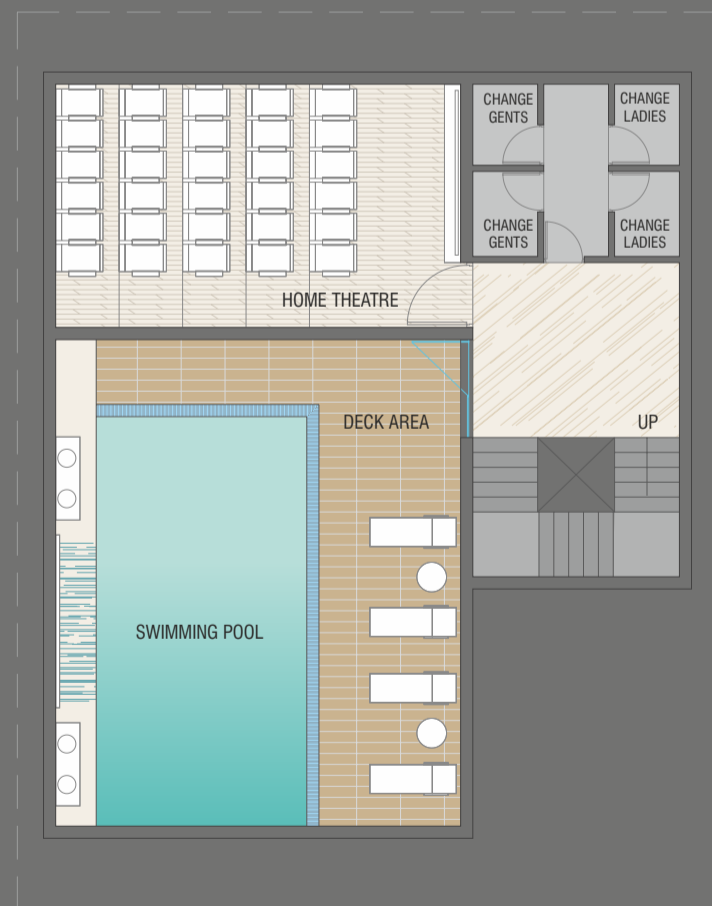 CHANGE
GENTS
CHANGE
LADIES
CHANGE
GENTS
CHANGE
LADIES
HOME THEATRE
DECK AREA
UP
SWIMMING POOL